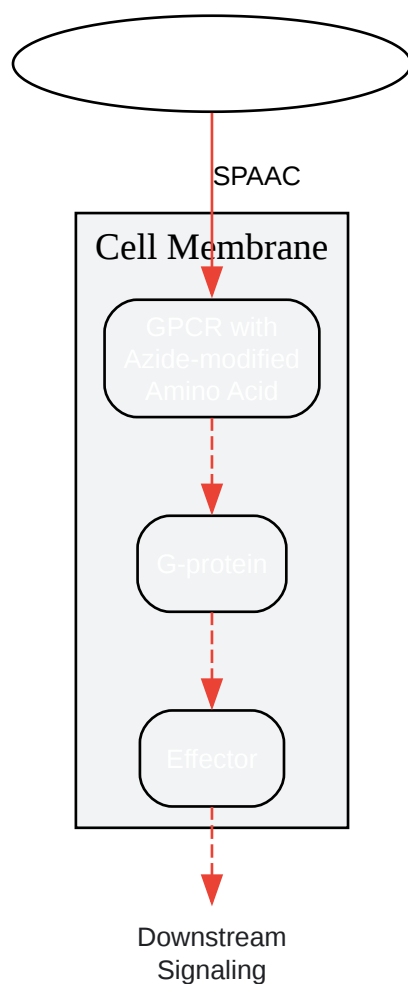 SPAAC
Cell Membrane
GPCR with
Azide-modified
Amino Acid
G-protein
Effector
Downstream
Signaling